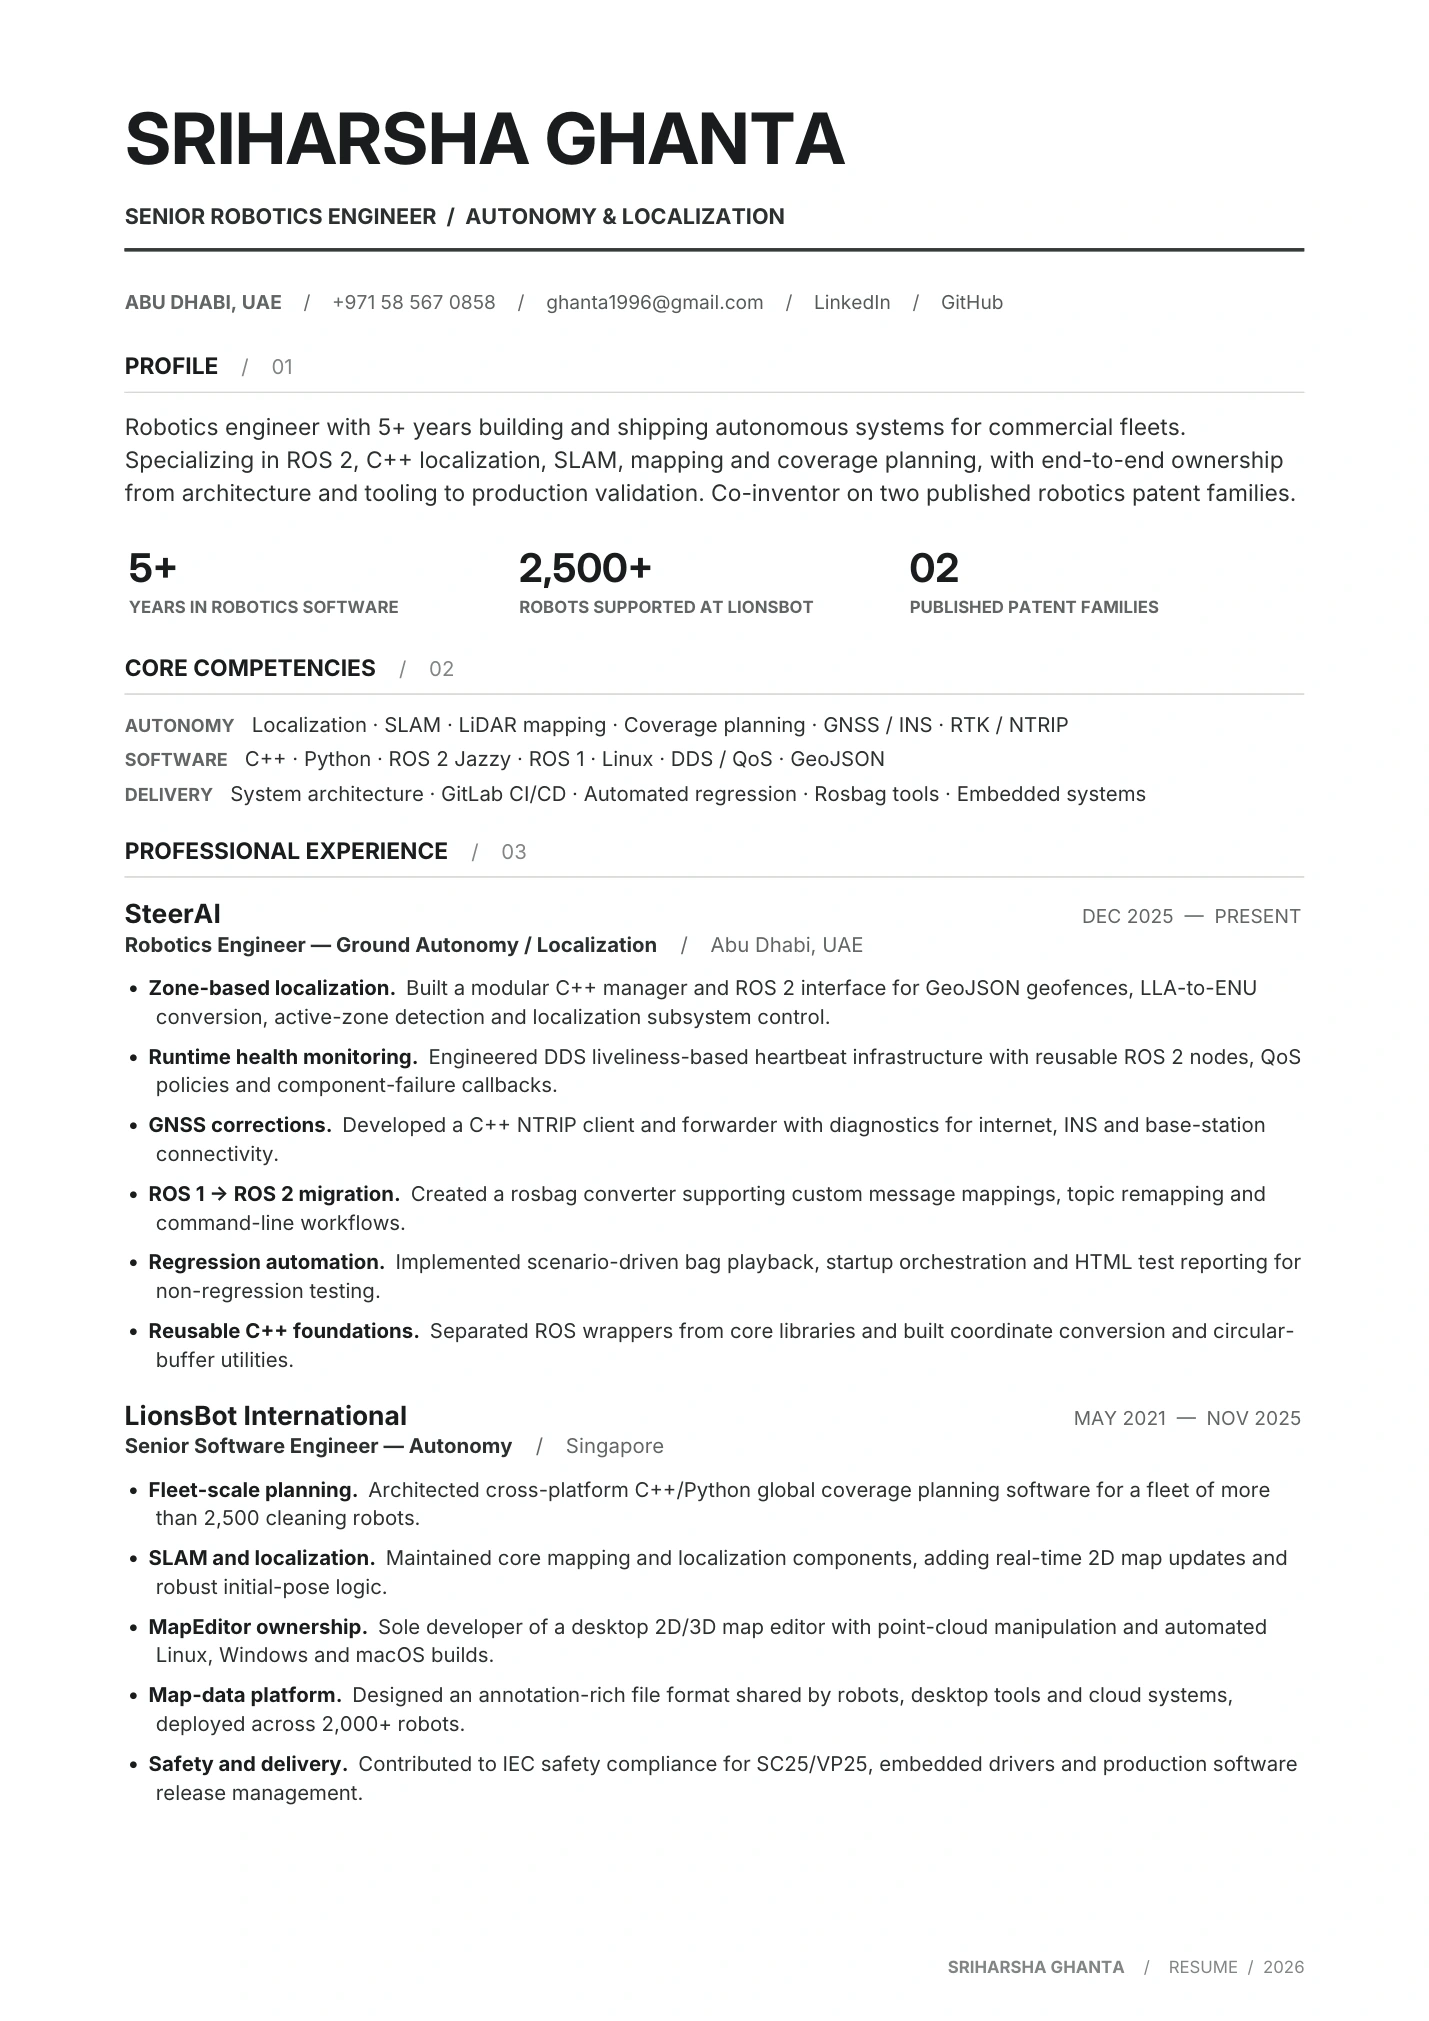 SRIHARSHA GHANTA
SENIOR ROBOTICS ENGINEER / AUTONOMY & LOCALIZATION
ABU DHABI, UAE / +971 58 567 0858 / ghanta1996@gmail.com / LinkedIn / GitHub
PROFILE / 01
Robotics engineer with 5+ years building and shipping autonomous systems for commercial fleets.
Specializing in ROS 2, C++ localization, SLAM, mapping and coverage planning, with end-to-end ownership
from architecture and tooling to production validation. Co-inventor on two published robotics patent families.
5+ 2,500+ 02
YEARS IN ROBOTICS SOFTWARE ROBOTS SUPPORTED AT LIONSBOT PUBLISHED PATENT FAMILIES
CORE COMPETENCIES / 02
AUTONOMY Localization · SLAM · LiDAR mapping · Coverage planning · GNSS / INS · RTK / NTRIP
SOFTWARE C++ · Python · ROS 2 Jazzy · ROS 1 · Linux · DDS / QoS · GeoJSON
DELIVERY System architecture · GitLab CI/CD · Automated regression · Rosbag tools · Embedded systems
PROFESSIONAL EXPERIENCE / 03
SteerAI DEC 2025 — PRESENT
Robotics Engineer — Ground Autonomy / Localization / Abu Dhabi, UAE
• Zone-based localization. Built a modular C++ manager and ROS 2 interface for GeoJSON geofences, LLA-to-ENU
conversion, active-zone detection and localization subsystem control.
• Runtime health monitoring. Engineered DDS liveliness-based heartbeat infrastructure with reusable ROS 2 nodes, QoS
policies and component-failure callbacks.
• GNSS corrections. Developed a C++ NTRIP client and forwarder with diagnostics for internet, INS and base-station
connectivity.
• ROS 1 → ROS 2 migration. Created a rosbag converter supporting custom message mappings, topic remapping and
command-line workflows.
• Regression automation. Implemented scenario-driven bag playback, startup orchestration and HTML test reporting for
non-regression testing.
• Reusable C++ foundations. Separated ROS wrappers from core libraries and built coordinate conversion and circular-
buffer utilities.
LionsBot International MAY 2021 — NOV 2025
Senior Software Engineer — Autonomy / Singapore
• Fleet-scale planning. Architected cross-platform C++/Python global coverage planning software for a fleet of more
than 2,500 cleaning robots.
• SLAM and localization. Maintained core mapping and localization components, adding real-time 2D map updates and
robust initial-pose logic.
• MapEditor ownership. Sole developer of a desktop 2D/3D map editor with point-cloud manipulation and automated
Linux, Windows and macOS builds.
• Map-data platform. Designed an annotation-rich file format shared by robots, desktop tools and cloud systems,
deployed across 2,000+ robots.
• Safety and delivery. Contributed to IEC safety compliance for SC25/VP25, embedded drivers and production software
release management.
SRIHARSHA GHANTA / RESUME / 2026